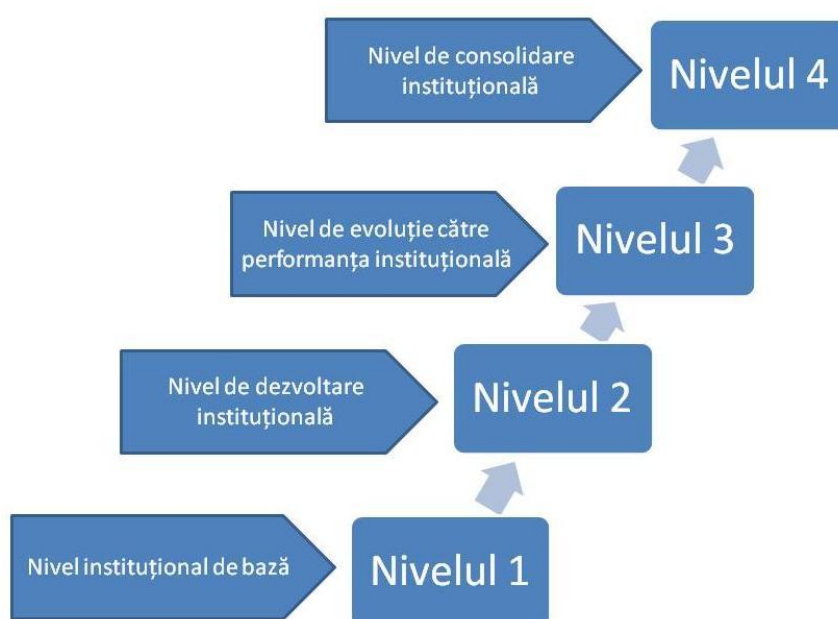 Nivel de consolidare
instituțională
Nivelul 4
Nivel de evoluție către
performanța instituțională
Nivelul 3
Nivel de dezvoltare
instituțională
Nivelul 2
Nivel instituțional de bază
Nivelul 1